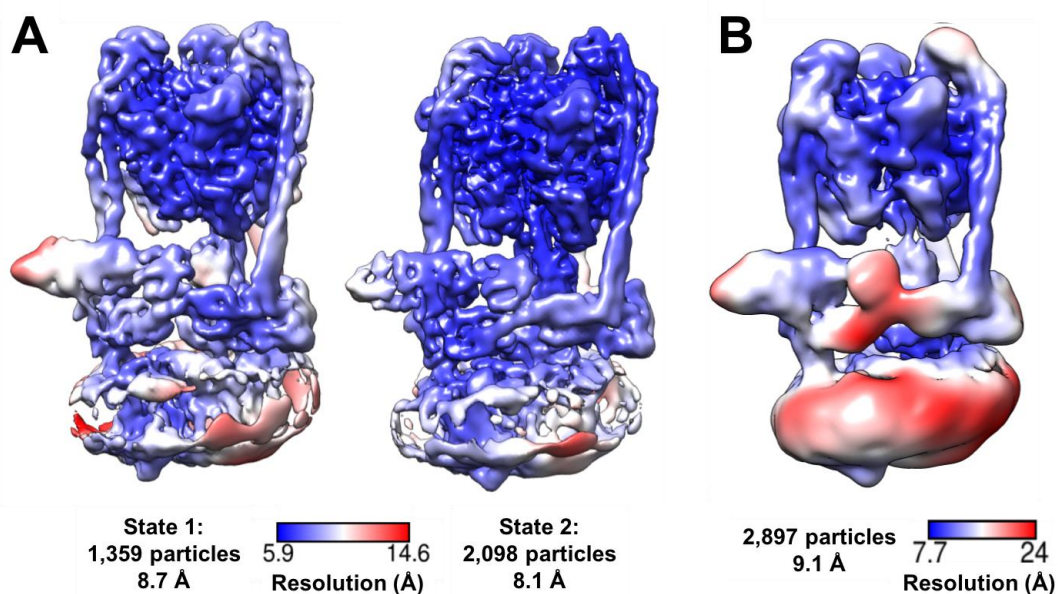 A
B
State 1:
1,359 particles
8.7 Å
5.9 14.6
Resolution (Å)
State 2:
2,098 particles
8.1 Å
2,897 particles
9.1 Å
7.7 24
Resolution (Å)